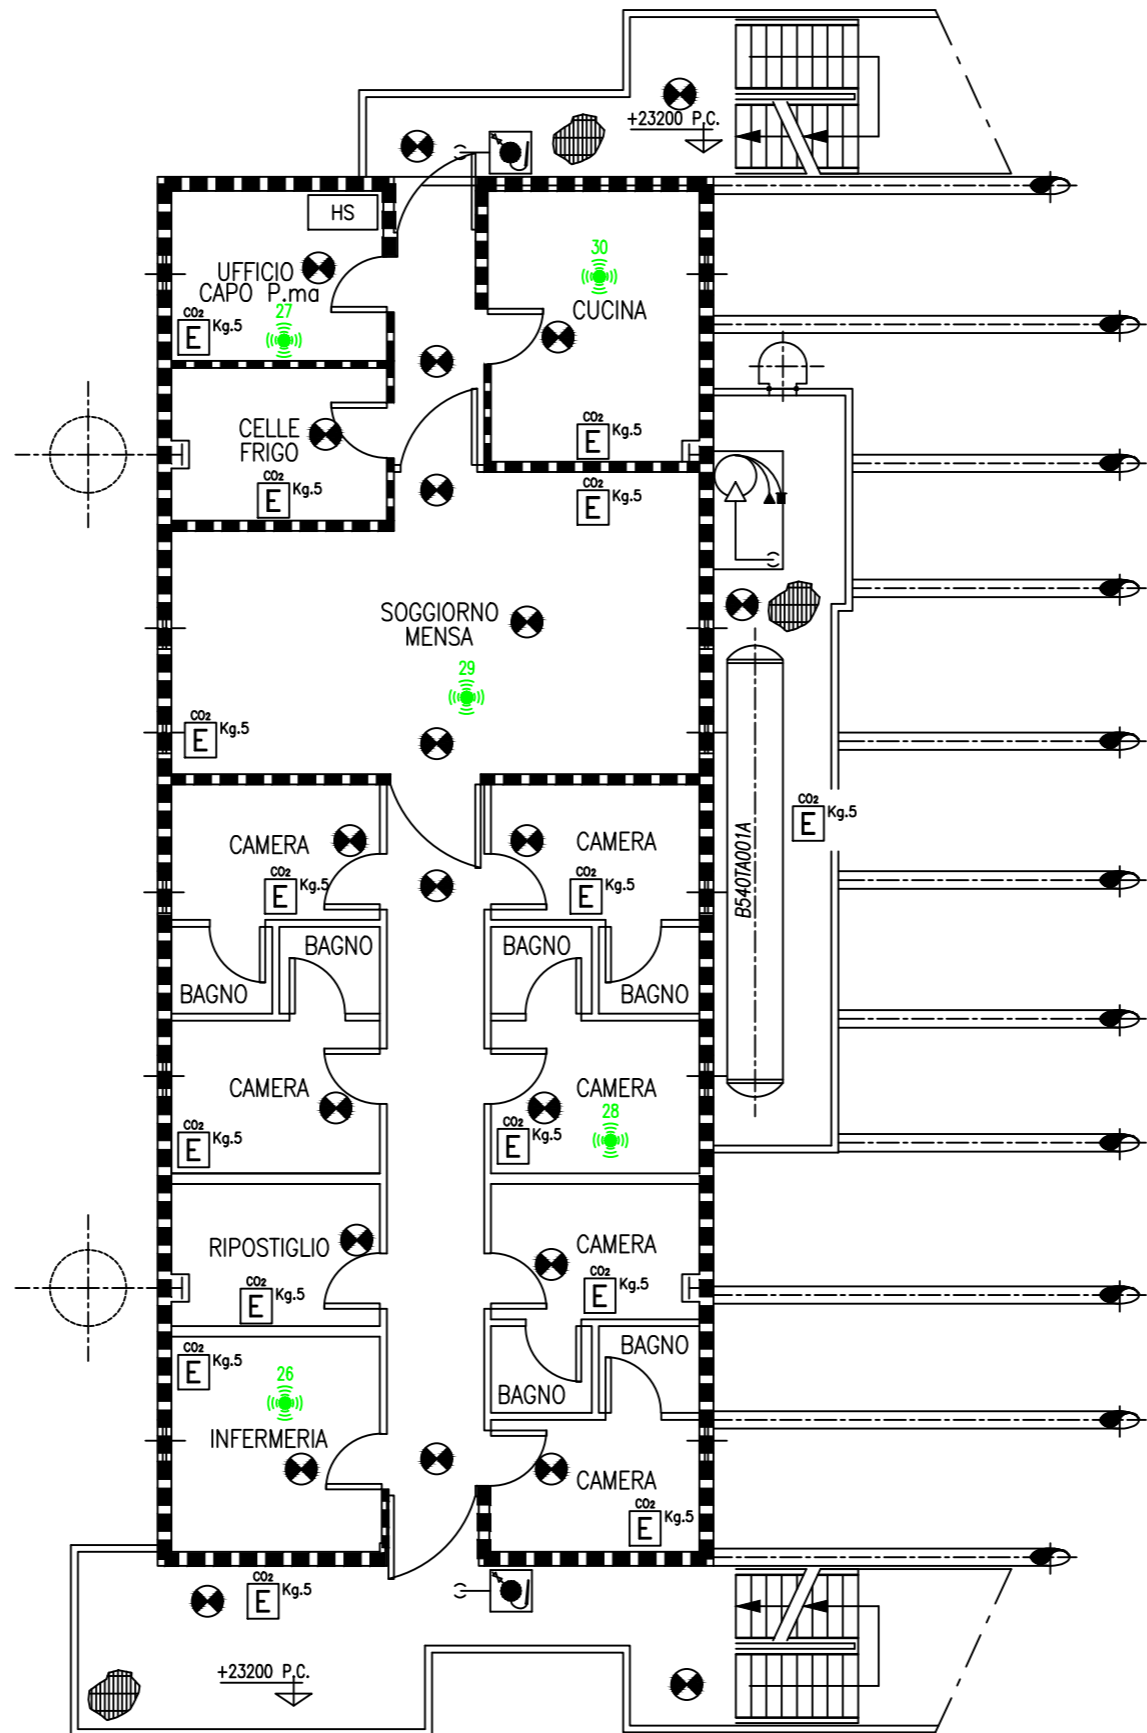 +23200 P.C.
HS
30
UFFICIO
CAPO P.ma
27
CO2
E Kg.5
CUCINA
CELLE
FRIGO
CO2
E Kg.5
CO2
E Kg.5
CO2
E Kg.5
SOGGIORNO
MENSA
29
CO2
E Kg.5
CAMERA
CO2
E Kg.5
CAMERA
CO2
E Kg.5
B540TA001A
CO2
E Kg.5
BAGNO
BAGNO
BAGNO
BAGNO
CAMERA
CO2
E Kg.5
CAMERA
28
CO2
E Kg.5
RIPOSTIGLIO
CO2
E Kg.5
CAMERA
CO2
E Kg.5
CO2
E Kg.5
26
INFERMERIA
BAGNO
BAGNO
CAMERA
CO2
E Kg.5
CO2
E Kg.5
+23200 P.C.